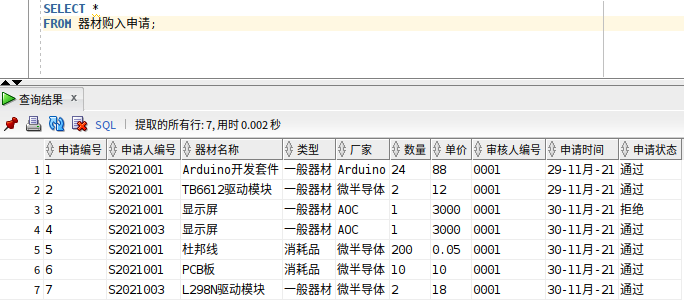 SELECT *
FROM 器材购入申请;
查询结果 x
SQL | 提取的所有行: 7, 用时 0.002 秒
申请编号 申请人编号 器材名称 类型 厂家 数量 单价 审核人编号 申请时间 申请状态
1 1 S2021001 Arduino开发套件 一般器材 Arduino 24 88 0001 29-11月-21 通过
2 2 S2021001 TB6612驱动模块 一般器材 微半导体 2 12 0001 29-11月-21 通过
3 3 S2021001 显示屏 一般器材 AOC 1 3000 0001 30-11月-21 拒绝
4 4 S2021003 显示屏 一般器材 AOC 1 3000 0001 30-11月-21 通过
5 5 S2021001 杜邦线 消耗品 微半导体 200 0.05 0001 30-11月-21 通过
6 6 S2021001 PCB板 消耗品 微半导体 10 10 0001 30-11月-21 通过
7 7 S2021003 L298N驱动模块 一般器材 微半导体 2 18 0001 30-11月-21 通过